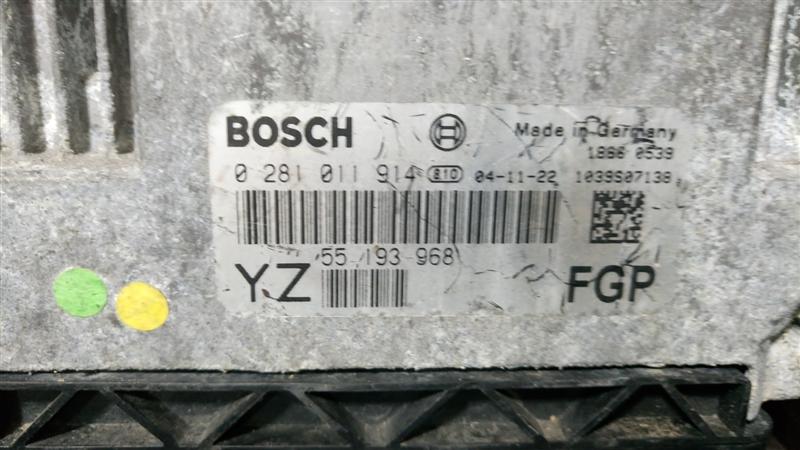 BOSCH
Made in Germany
1866 0539
0 281 011 914 810 04-11-22 1039S07138
55 193 968
YZ FGP